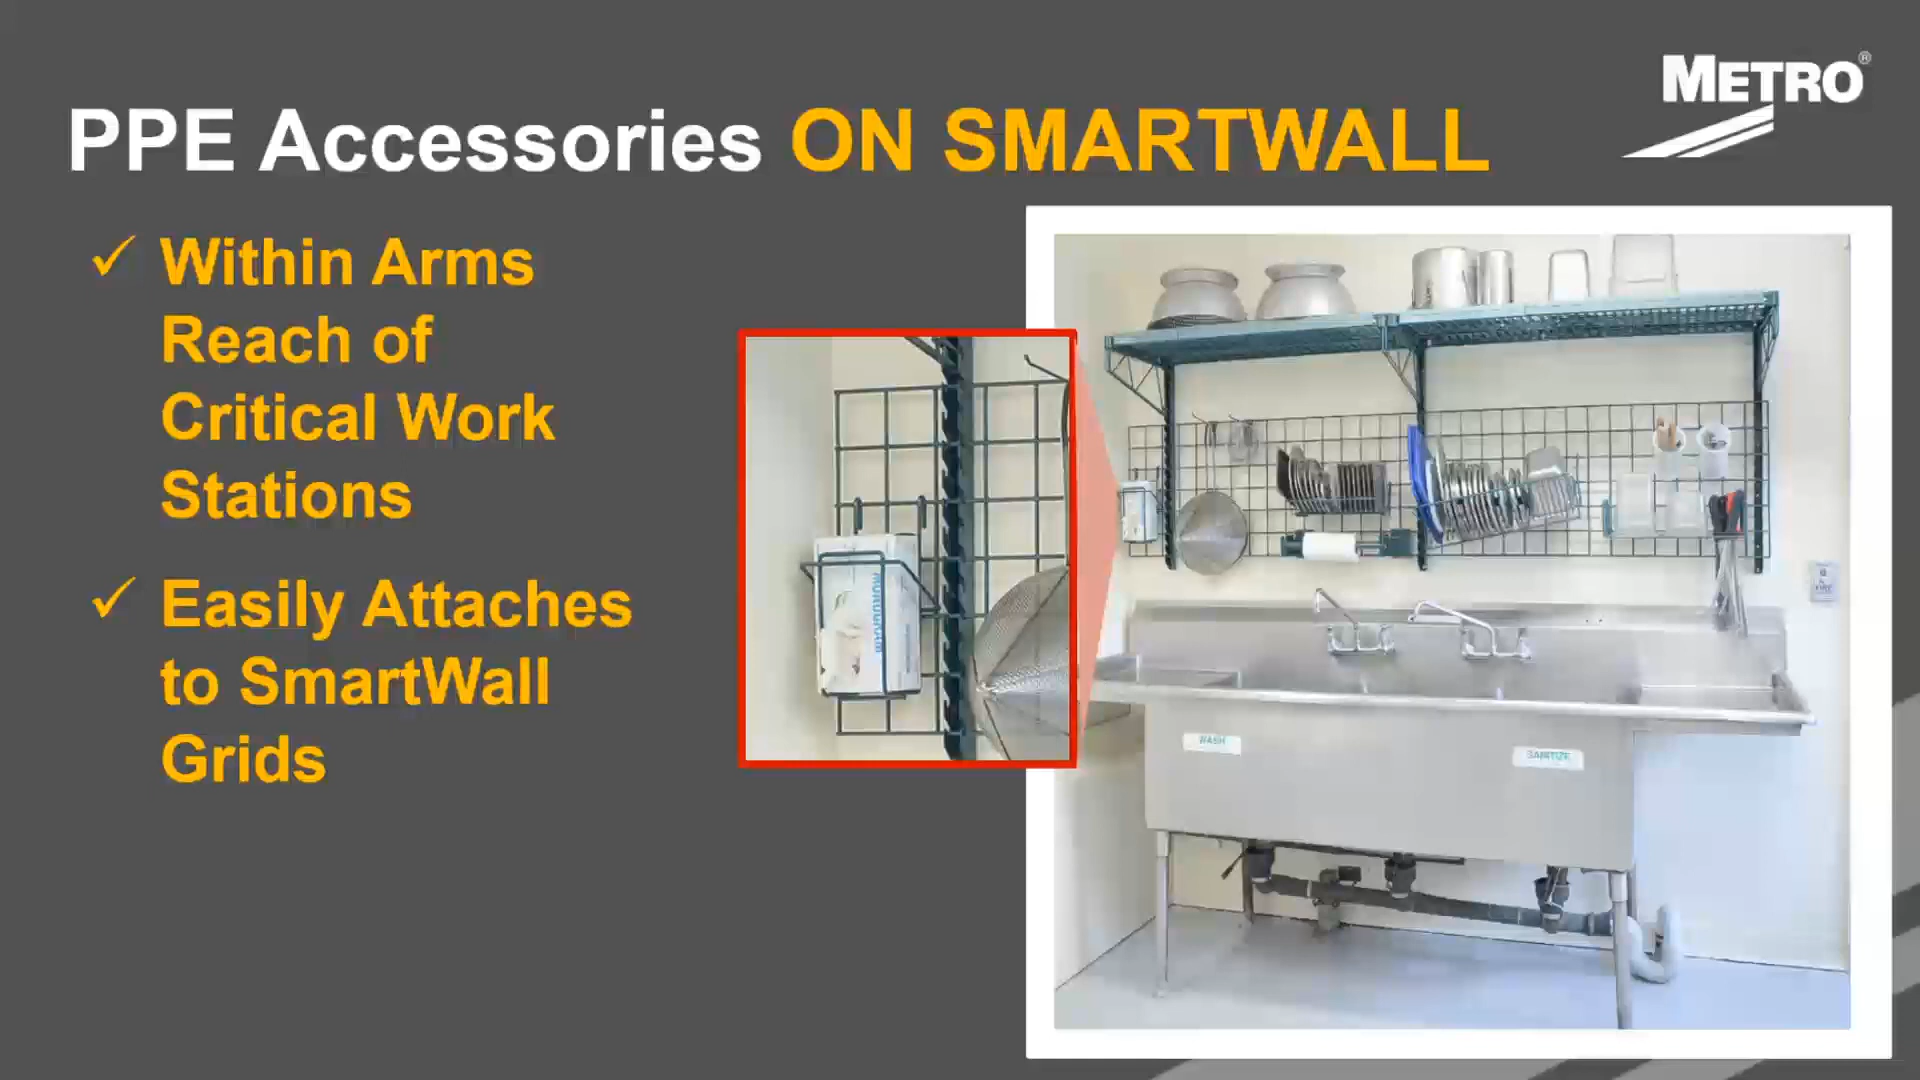 METRO®
PPE Accessories ON SMARTWALL
✓ Within Arms
Reach of
Critical Work
Stations
✓ Easily Attaches
to SmartWall
Grids
WASH
SANITIZE